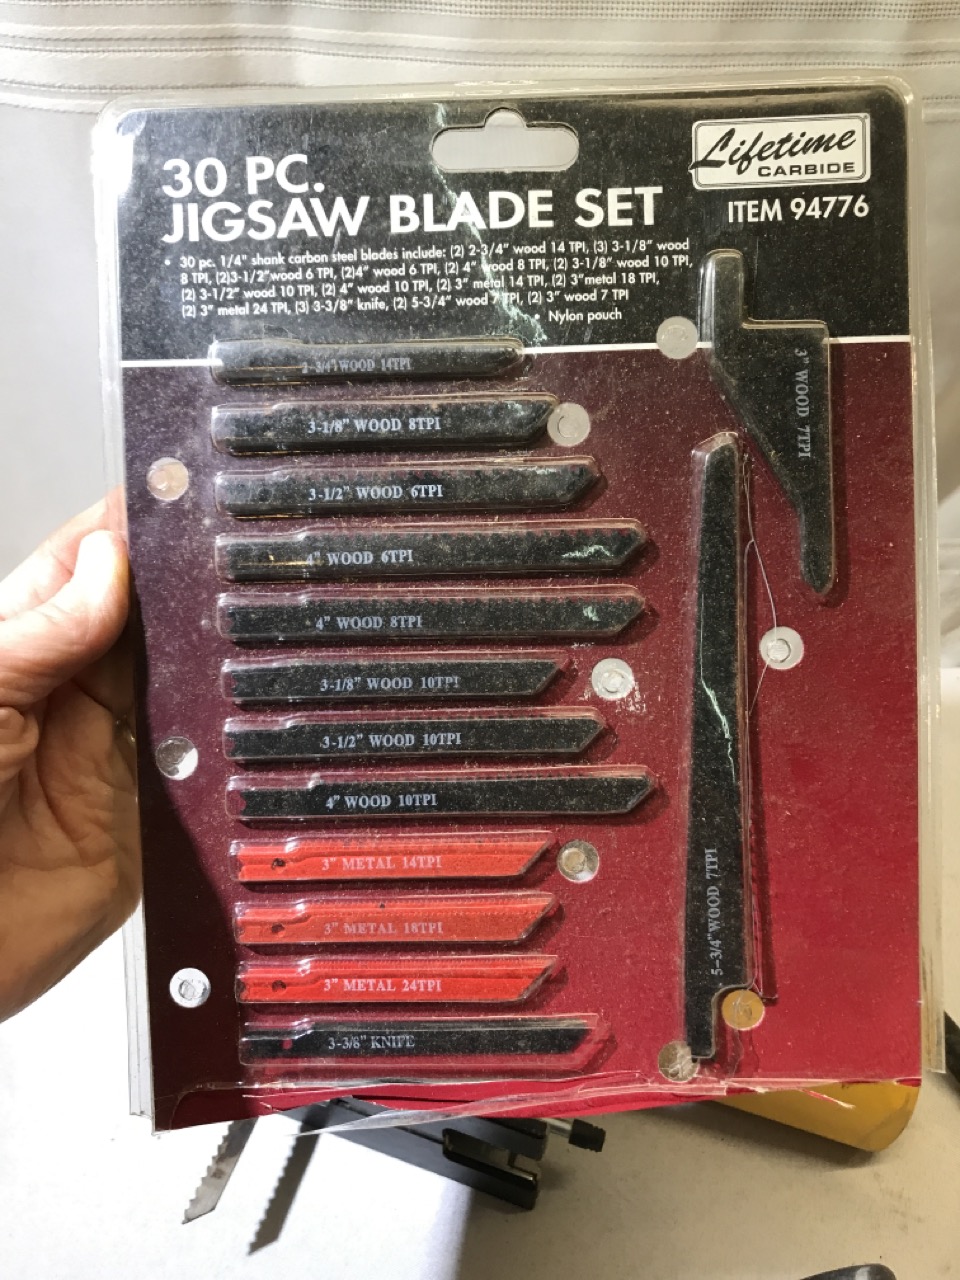 30 PC.
JIGSAW BLADE SET
Lifetime
CARBIDE
ITEM 94776
• 30 pc. 1/4" shank carbon steel blades include: (2) 2-3/4" wood 14 TPI, (3) 3-1/8" wood
8 TPI, (2)3-1/2"wood 6 TPI, (2)4" wood 6 TPI, (2) 4" wood 8 TPI, (2) 3-1/8" wood 10 TPI,
(2) 3-1/2" wood 10 TPI, (2) 4" wood 10 TPI, (2) 3" metal 14 TPI, (2) 3"metal 18 TPI,
(2) 3" metal 24 TPI, (3) 3-3/8" knife, (2) 5-3/4" wood 7 TPI, (2) 3" wood 7 TPI
• Nylon pouch
2-3/4" WOOD 14TPI
3-1/8" WOOD 8TPI
3-1/2" WOOD 6TPI
4" WOOD 6TPI
4" WOOD 8TPI
3-1/8" WOOD 10TPI
3-1/2" WOOD 10TPI
4" WOOD 10TPI
3" METAL 14TPI
3" METAL 18TPI
3" METAL 24TPI
3-3/8" KNIFE
3" WOOD 7TPI
5-3/4" WOOD 7TPI